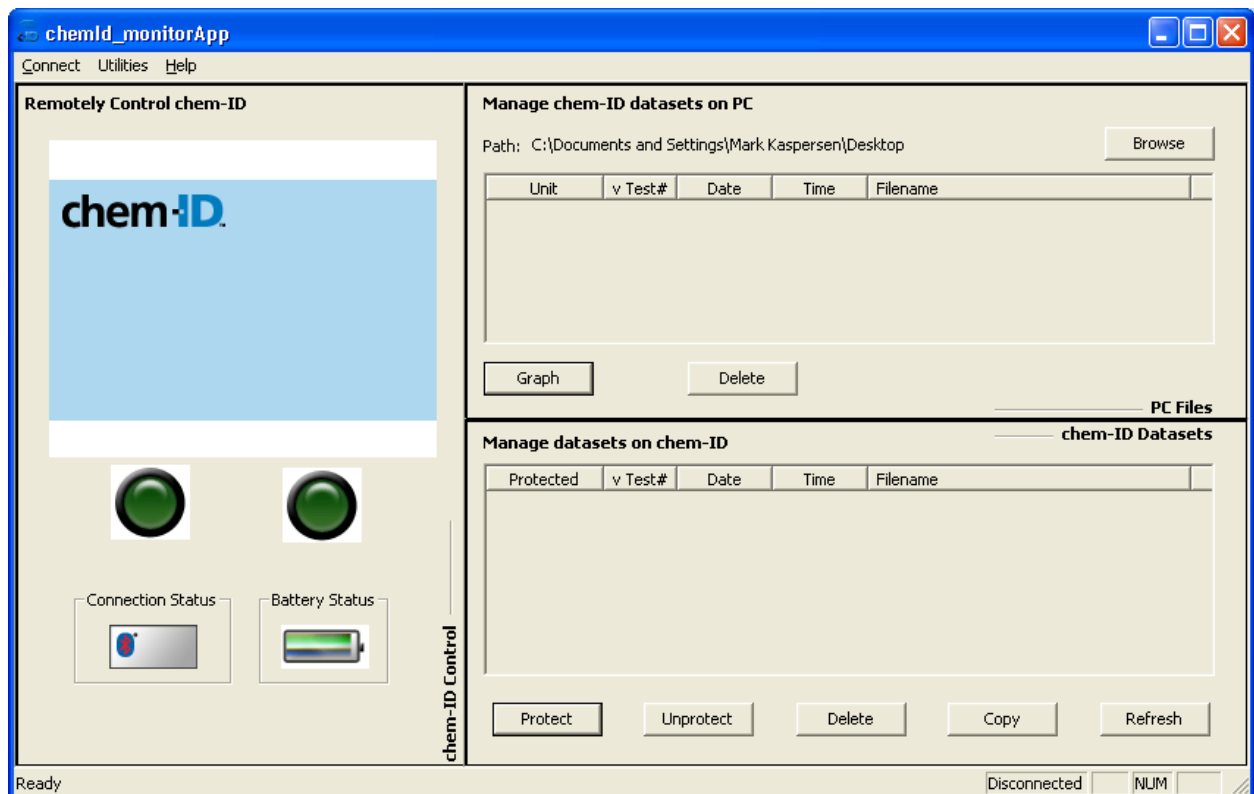 chemId_monitorApp
Connect Utilities Help
Remotely Control chem-ID
chem-ID™
Connection Status
Battery Status
chem-ID Control
Manage chem-ID datasets on PC
Path: C:\Documents and Settings\Mark Kaspersen\Desktop
Browse
Unit v Test# Date Time Filename
Graph Delete
PC Files
chem-ID Datasets
Manage datasets on chem-ID
Protected v Test# Date Time Filename
Protect Unprotect Delete Copy Refresh
Ready Disconnected NUM